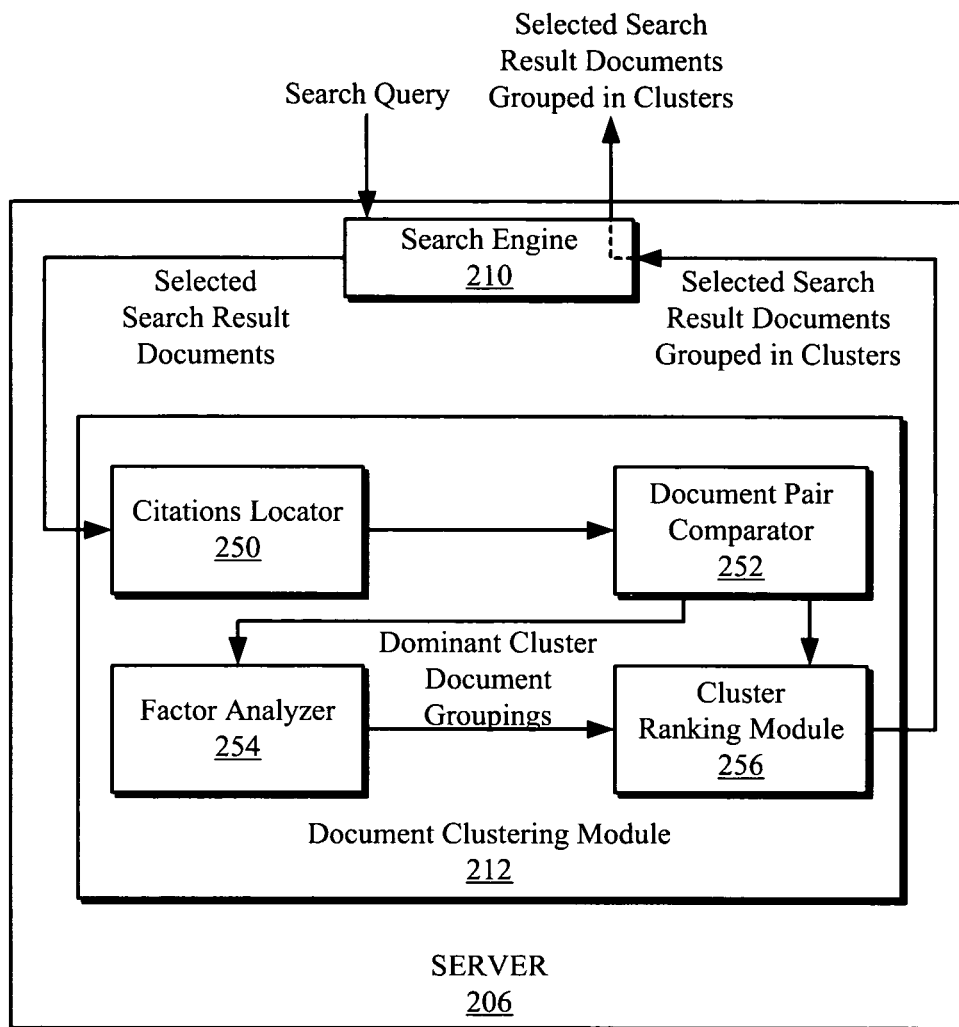 Selected Search
Result Documents
Grouped in Clusters
Search Query
Search Engine
210
Selected
Search Result
Documents
Selected Search
Result Documents
Grouped in Clusters
Citations Locator
250
Document Pair
Comparator
252
Dominant Cluster
Document
Groupings
Factor Analyzer
254
Cluster
Ranking Module
256
Document Clustering Module
212
SERVER
206